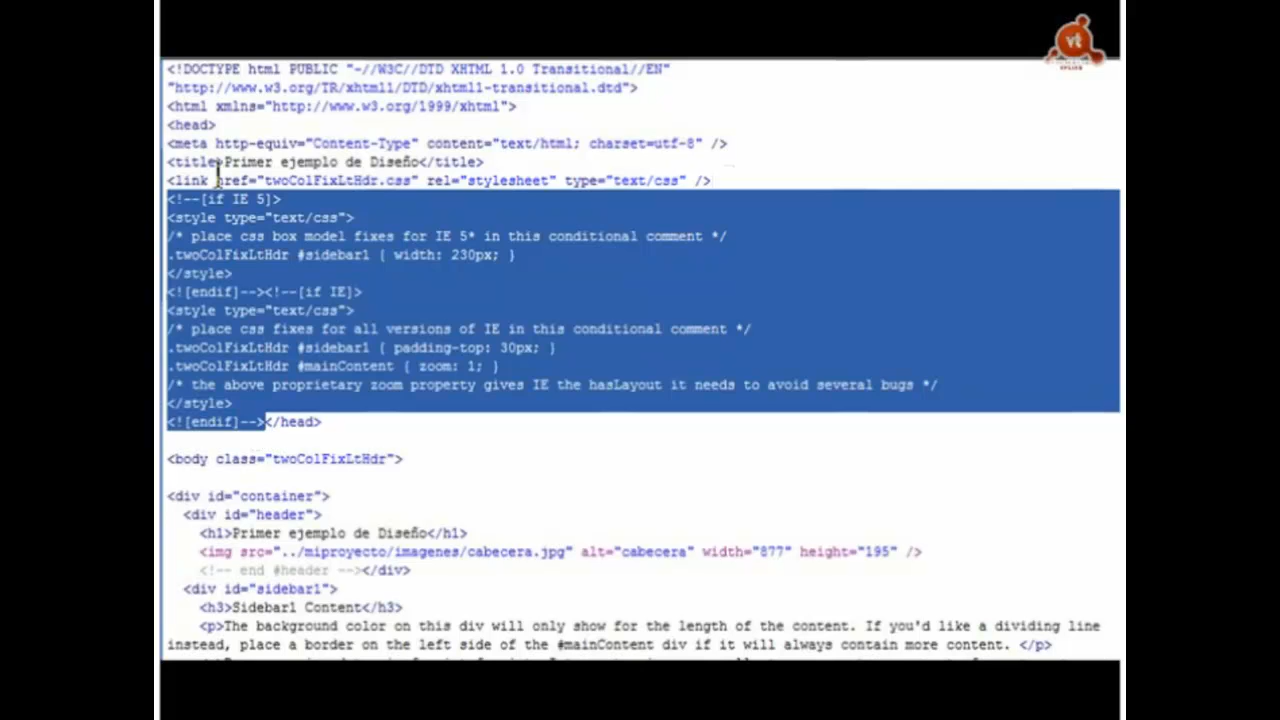 vt
<!DOCTYPE html PUBLIC "-//W3C//DTD XHTML 1.0 Transitional//EN"
"http://www.w3.org/TR/xhtml1/DTD/xhtml1-transitional.dtd">
<html xmlns="http://www.w3.org/1999/xhtml">
<head>
<meta http-equiv="Content-Type" content="text/html; charset=utf-8" />
<title>Primer ejemplo de Diseño</title>
<link href="twoColFixLtHdr.css" rel="stylesheet" type="text/css" />
<!--[if IE 5]>
<style type="text/css">
/* place css box model fixes for IE 5* in this conditional comment */
.twoColFixLtHdr #sidebar1 { width: 230px; }
</style>
<![endif]--><!--[if IE]>
<style type="text/css">
/* place css fixes for all versions of IE in this conditional comment */
.twoColFixLtHdr #sidebar1 { padding-top: 30px; }
.twoColFixLtHdr #mainContent { zoom: 1; }
/* the above proprietary zoom property gives IE the hasLayout it needs to avoid several bugs */
</style>
<![endif]--></head>
<body class="twoColFixLtHdr">
<div id="container">
<div id="header">
<h1>Primer ejemplo de Diseño</h1>
<img src="../miproyecto/imagenes/cabecera.jpg" alt="cabecera" width="877" height="195" />
<!-- end #header --></div>
<div id="sidebar1">
<h3>Sidebar1 Content</h3>
<p>The background color on this div will only show for the length of the content. If you'd like a dividing line
instead, place a border on the left side of the #mainContent div if it will always contain more content. </p>